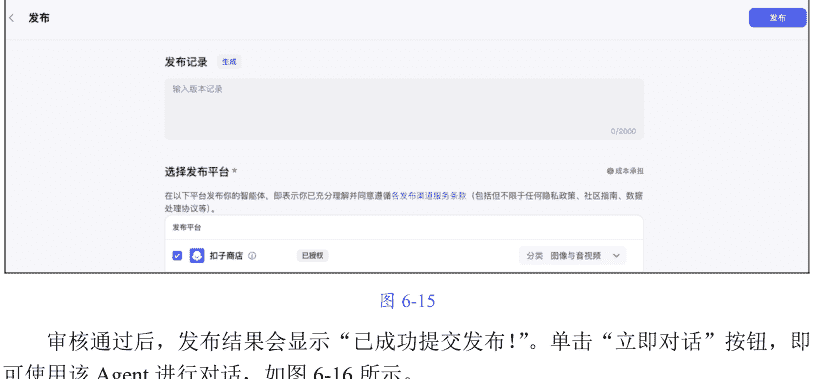 发布
发布
发布记录 生成
输入版本记录
0/2000
选择发布平台 *
成本承担
在以下平台发布你的智能体，即表示你已充分理解并同意遵循各发布渠道服务条款（包括但不限于任何隐私政策、社区指南、数据
处理协议等）。
发布平台
扣子商店 已授权 分类 图像与音视频
图 6-15
审核通过后，发布结果会显示“已成功提交发布！”。单击“立即对话”按钮，即
可使用该 Agent 进行对话，如图 6-16 所示。